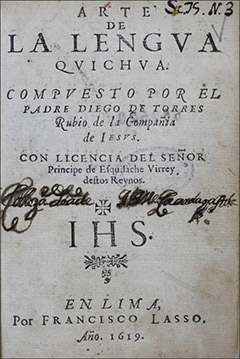 ARTE
DE
LA LENGVA
QVICHVA.
COMPVESTO POR EL
PADRE DIEGO DE TORRES
Rubio de la Compañia
de IESVS.
CON LICENCIA DEL SEÑOR
Principe de Esquilache Virrey
destos Reynos.
IHS.
EN LIMA,
Por FRANCISCO LASSO.
Año. 1619.